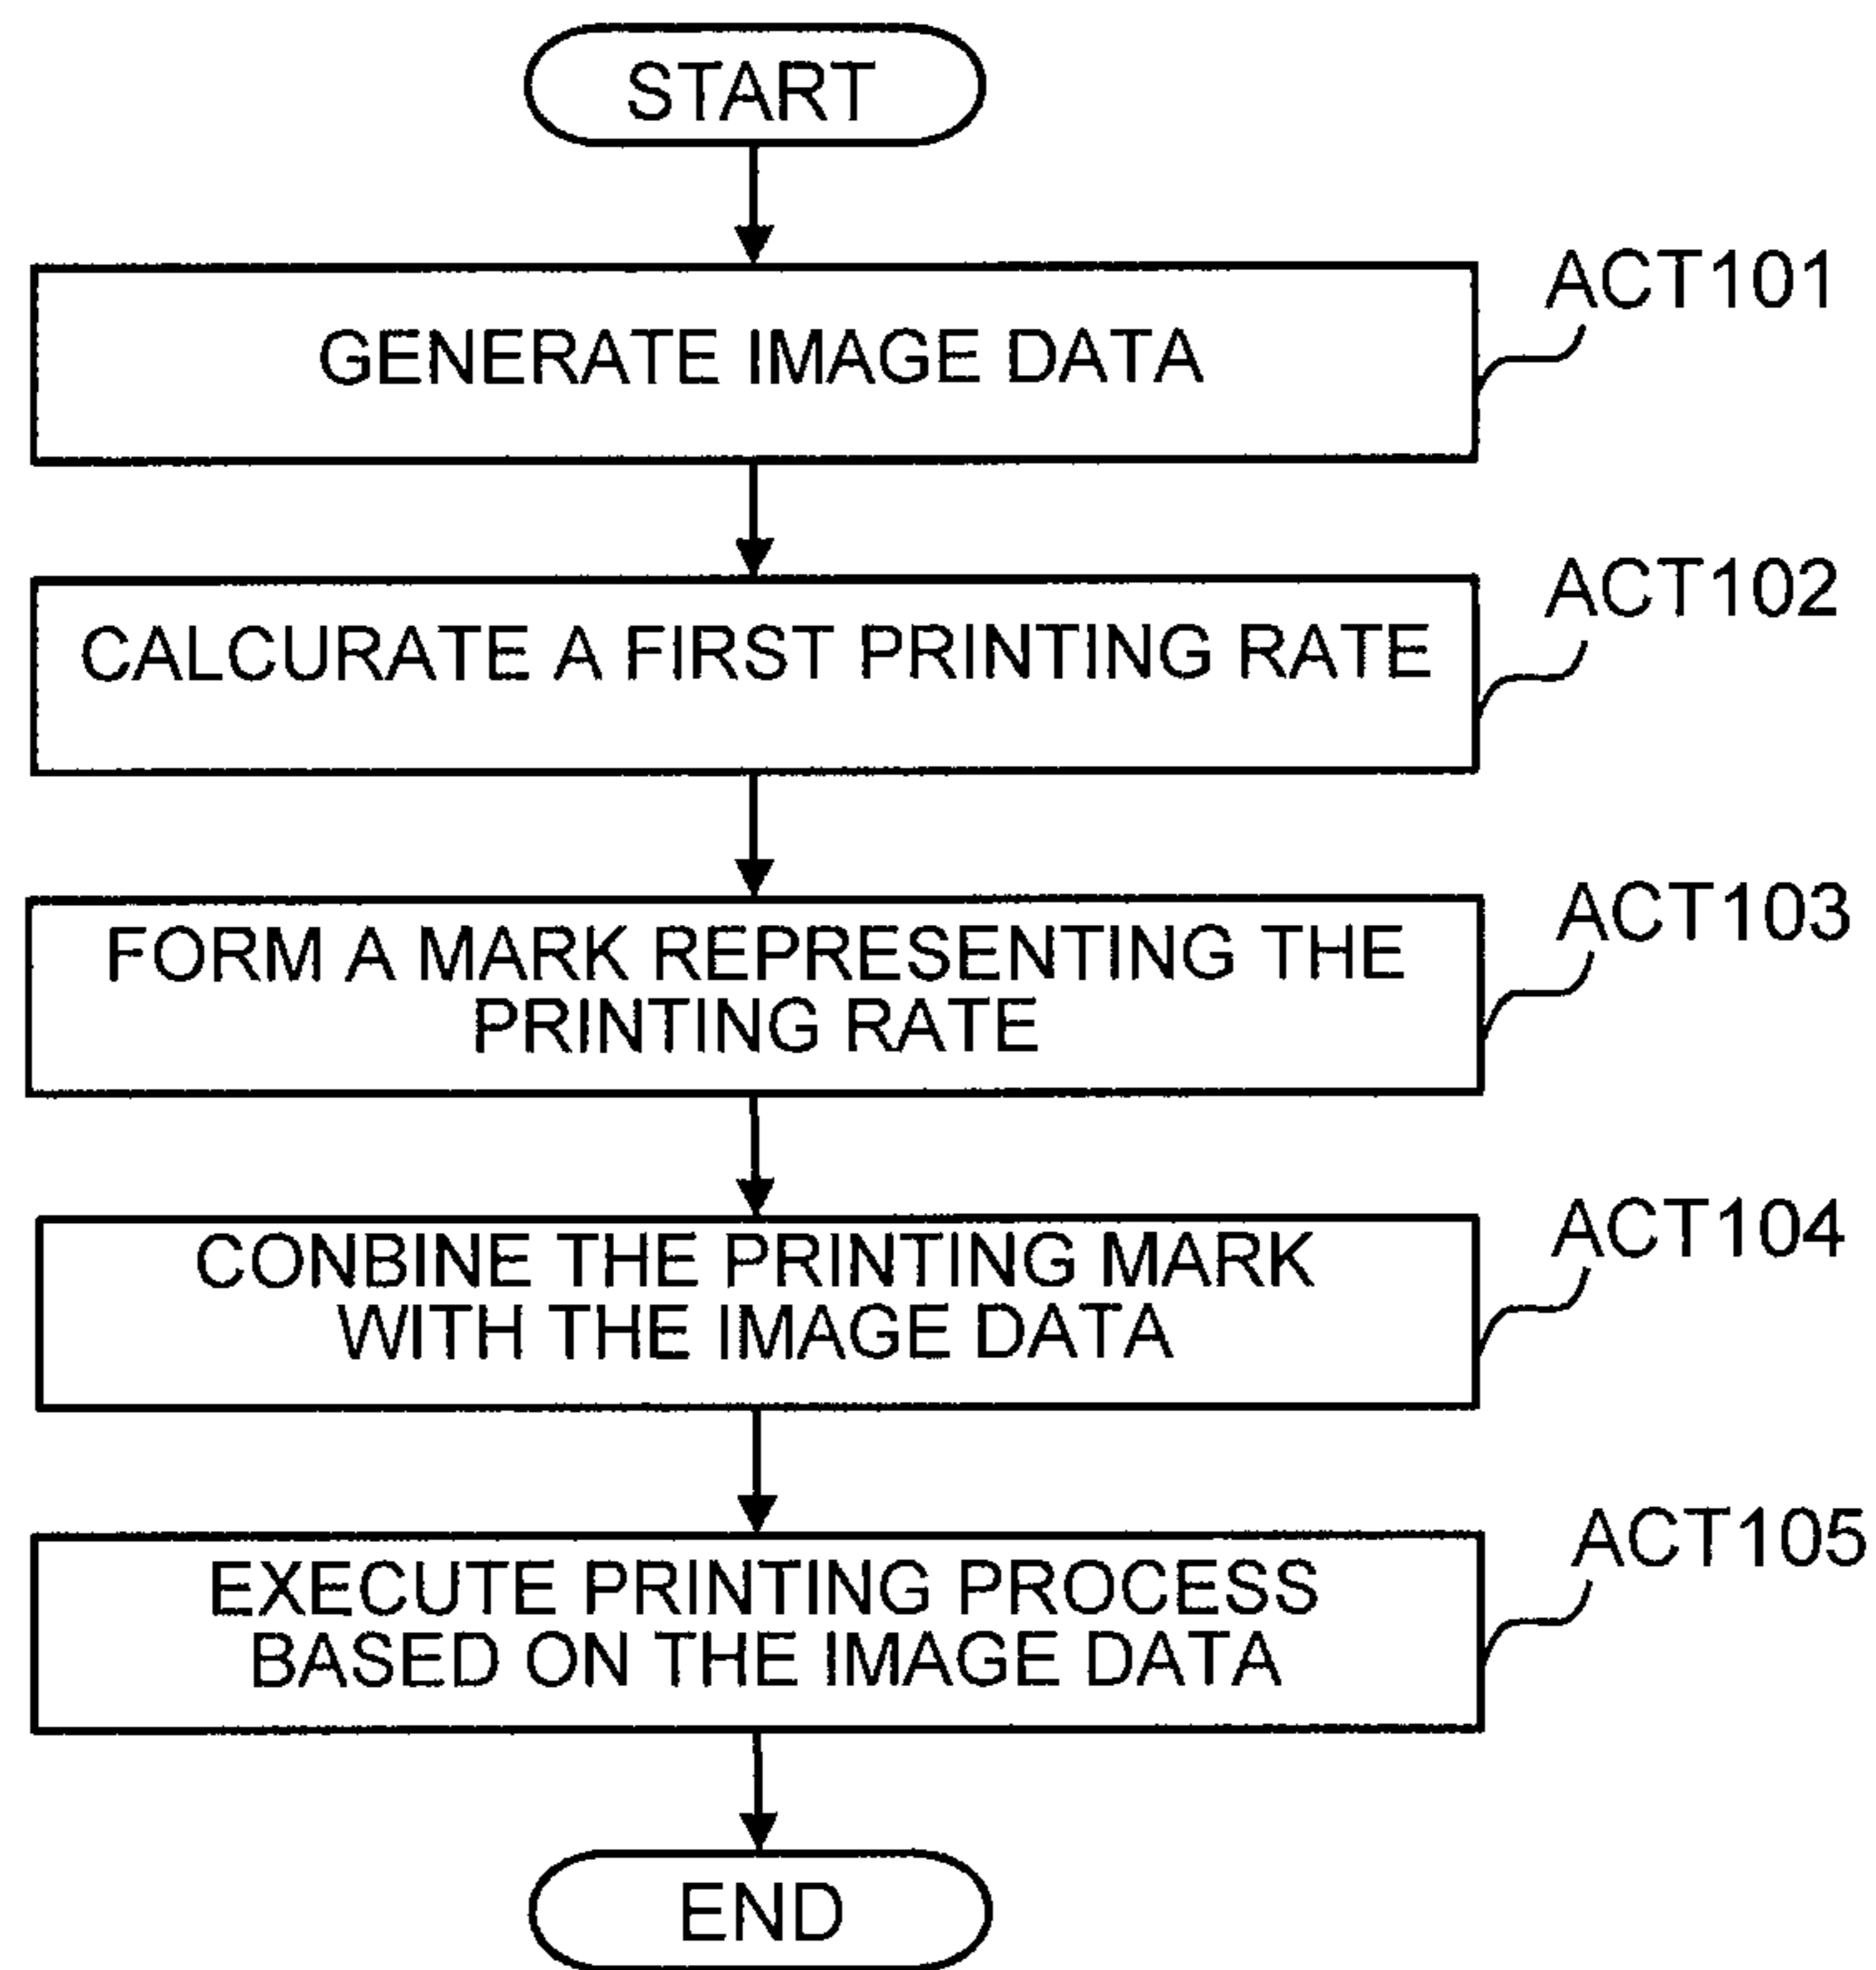 START
ACT101
GENERATE IMAGE DATA
ACT102
CALCURATE A FIRST PRINTING RATE
ACT103
FORM A MARK REPRESENTING THE
PRINTING RATE
ACT104
CONBINE THE PRINTING MARK
WITH THE IMAGE DATA
ACT105
EXECUTE PRINTING PROCESS
BASED ON THE IMAGE DATA
END